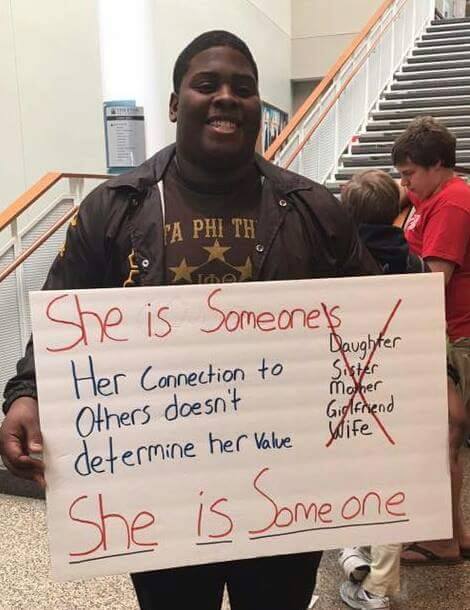 TA PHI TH
ΙΦΘ
She is Someone's
Daughter
Sister
Mother
Girlfriend
Wife
Her Connection to
Others doesn't
determine her Value
She is Someone